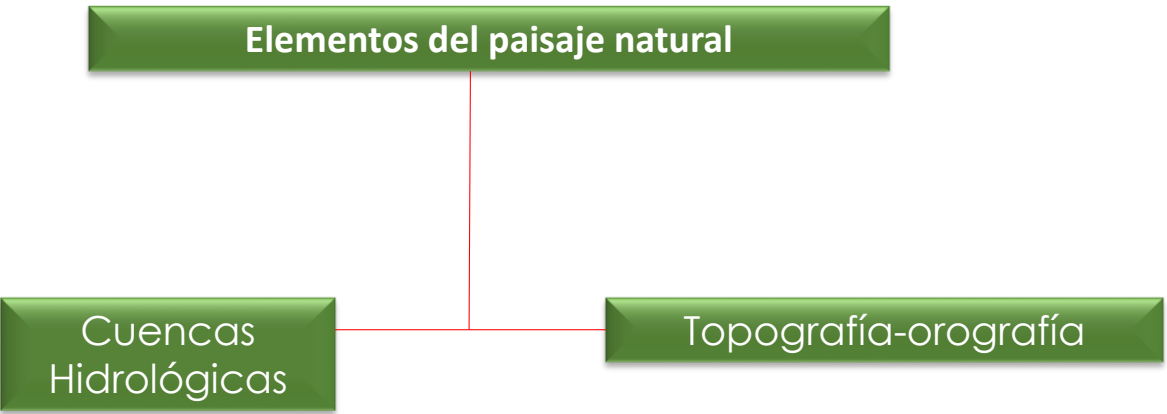 Elementos del paisaje natural
Cuencas
Hidrológicas
Topografía-orografía